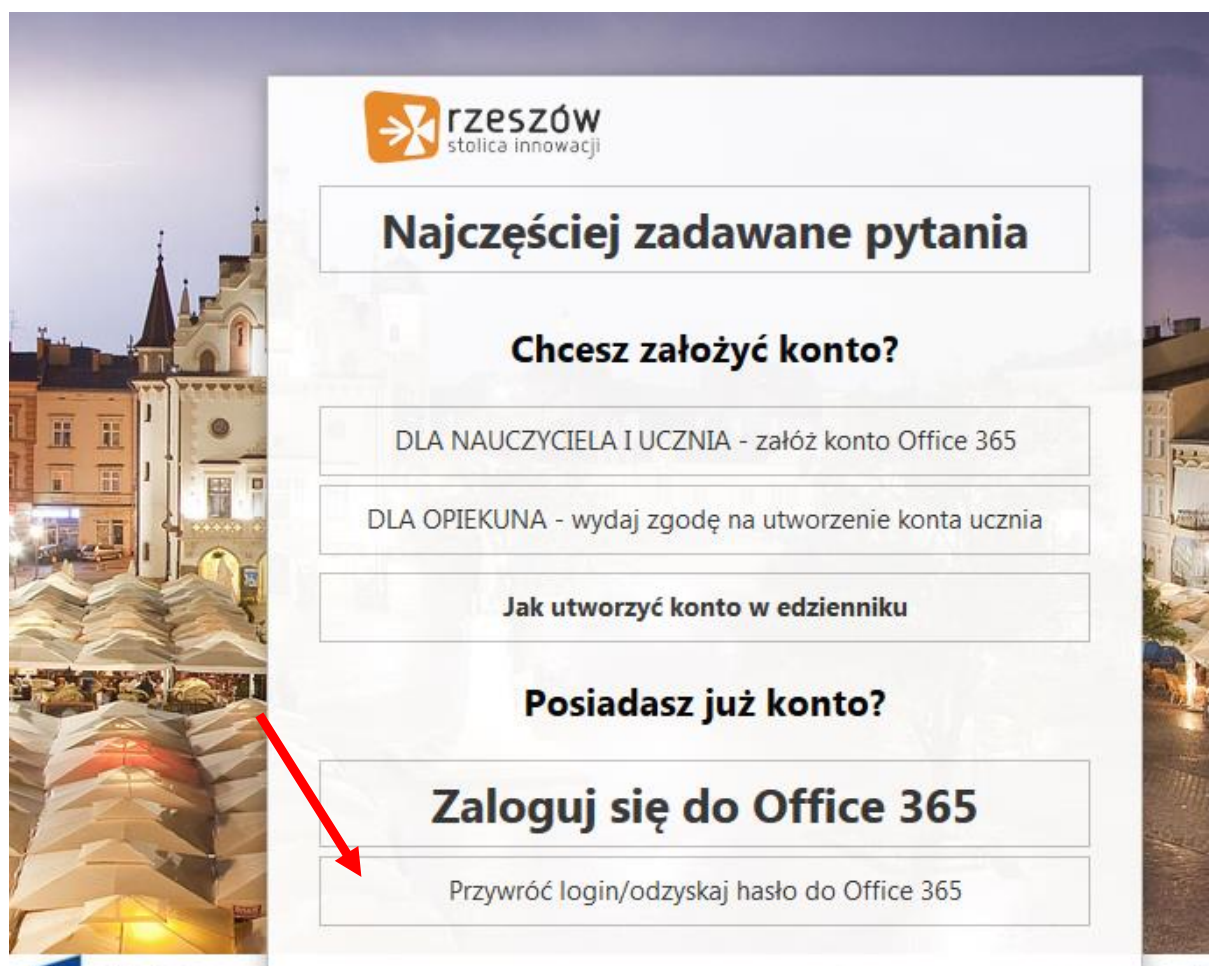 rzeszów
stolica innowacji
Najczęściej zadawane pytania
Chcesz założyć konto?
DLA NAUCZYCIELA I UCZNIA - załóż konto Office 365
DLA OPIEKUNA - wydaj zgodę na utworzenie konta ucznia
Jak utworzyć konto w edzienniku
Posiadasz już konto?
Zaloguj się do Office 365
Przywróć login/odzyskaj hasło do Office 365